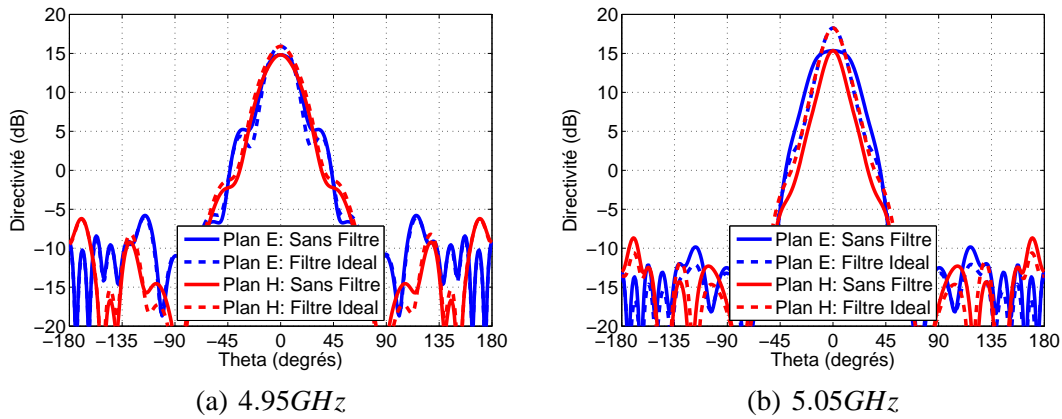 20
15
10
5
0
−5
−10
−15
−20
Directivité (dB)
Plan E: Sans Filtre
Plan E: Filtre Ideal
Plan H: Sans Filtre
Plan H: Filtre Ideal
−180 −135 −90 −45 0 45 90 135 180
Theta (degrés)
(a) 4.95GHz
20
15
10
5
0
−5
−10
−15
−20
Directivité (dB)
Plan E: Sans Filtre
Plan E: Filtre Ideal
Plan H: Sans Filtre
Plan H: Filtre Ideal
−180 −135 −90 −45 0 45 90 135 180
Theta (degrés)
(b) 5.05GHz